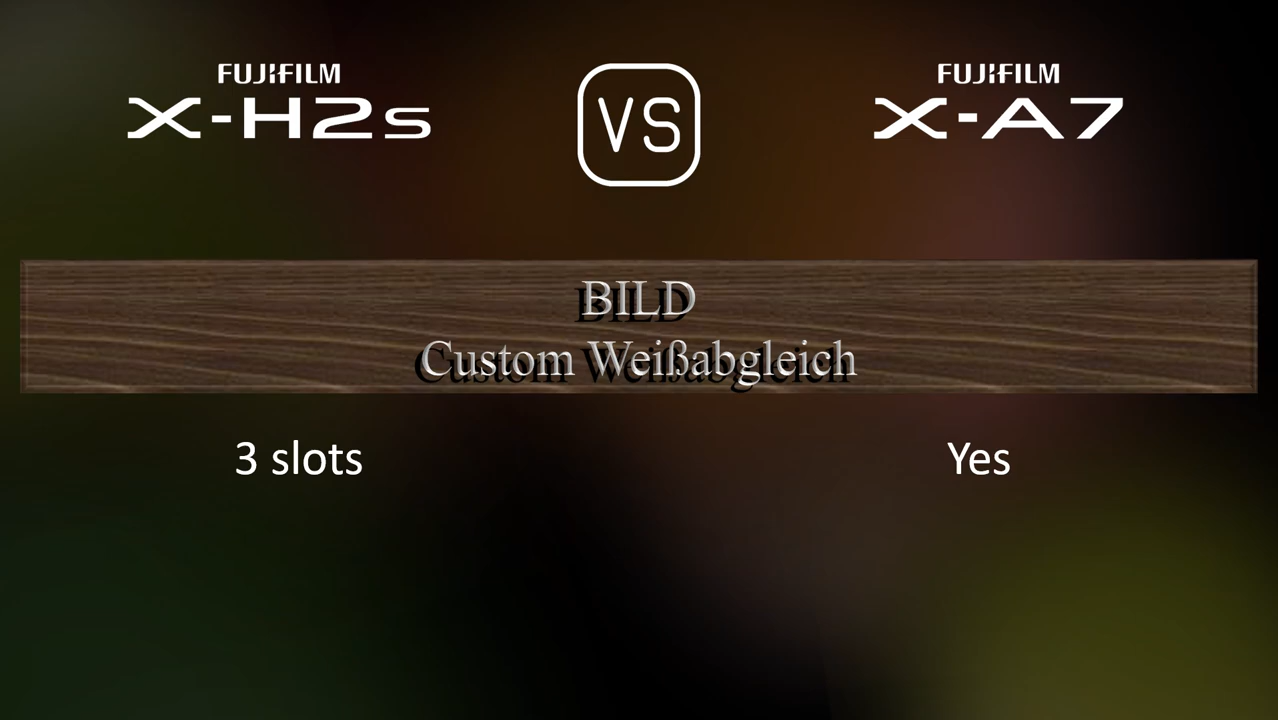 FUJIFILM
X-H2S
VS
FUJIFILM
X-A7
BILD
Custom Weißabgleich
3 slots
Yes